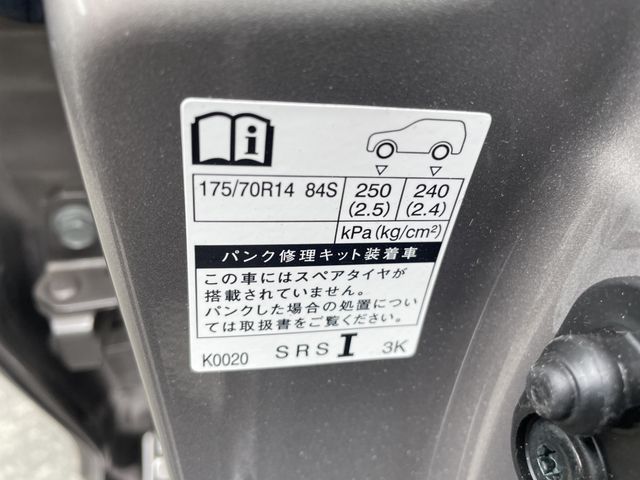 175/70R14 84S 250 240
(2.5) (2.4)
kPa(kg/cm²)
パンク修理キット装着車
この車にはスペアタイヤが
搭載されていません。
パンクした場合の処置につい
ては取扱書をご覧ください。
K0020 SRS I 3K